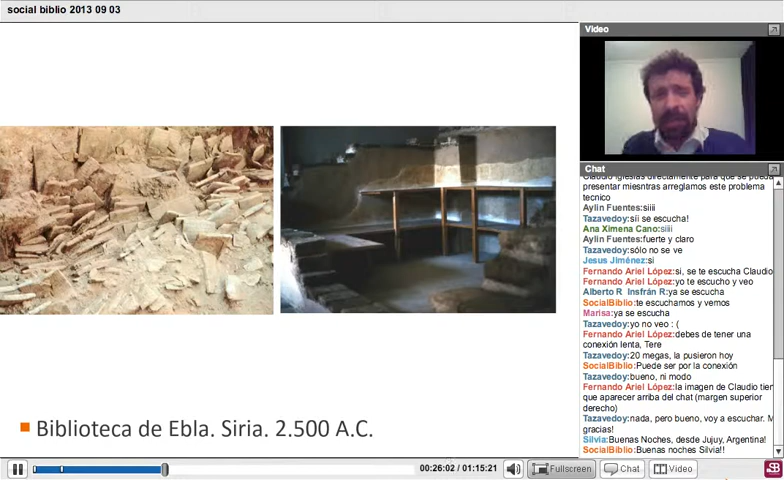 social biblio 2013 09 03
Biblioteca de Ebla. Siria. 2.500 A.C.
Video
Chat
Claudio Iglesias directamente para que se pueda
presentar miesntras arreglamos este problema
tecnico
Aylin Fuentes:siiii
Tazavedoy:síi se escucha!
Ana Ximena Cano:siiii
Aylin Fuentes:fuerte y claro
Tazavedoy:sólo no se ve
Jesus Jiménez:si
Fernando Ariel López:si, se te escucha Claudio
Fernando Ariel López:yo te escucho y veo
Alberto R Insfrán R:ya se escucha
SocialBiblio:te escuchamos y vemos
Marisa:ya se escucha
Tazavedoy:yo no veo : (
Fernando Ariel López:debes de tener una
conexión lenta, Tere
Tazavedoy:20 megas, la pusieron hoy
SocialBiblio:Puede ser por la conexión
Tazavedoy:bueno, ni modo
Fernando Ariel López:la imagen de Claudio tien
que aparecer arriba del chat (margen superior
derecho)
Tazavedoy:nada, pero bueno, voy a escuchar. M
gracias!
Silvia:Buenas Noches, desde Jujuy, Argentina!
SocialBiblio:Buenas noches Silvia!!
00:26:02 / 01:15:21
Fullscreen
Chat
Video
SB